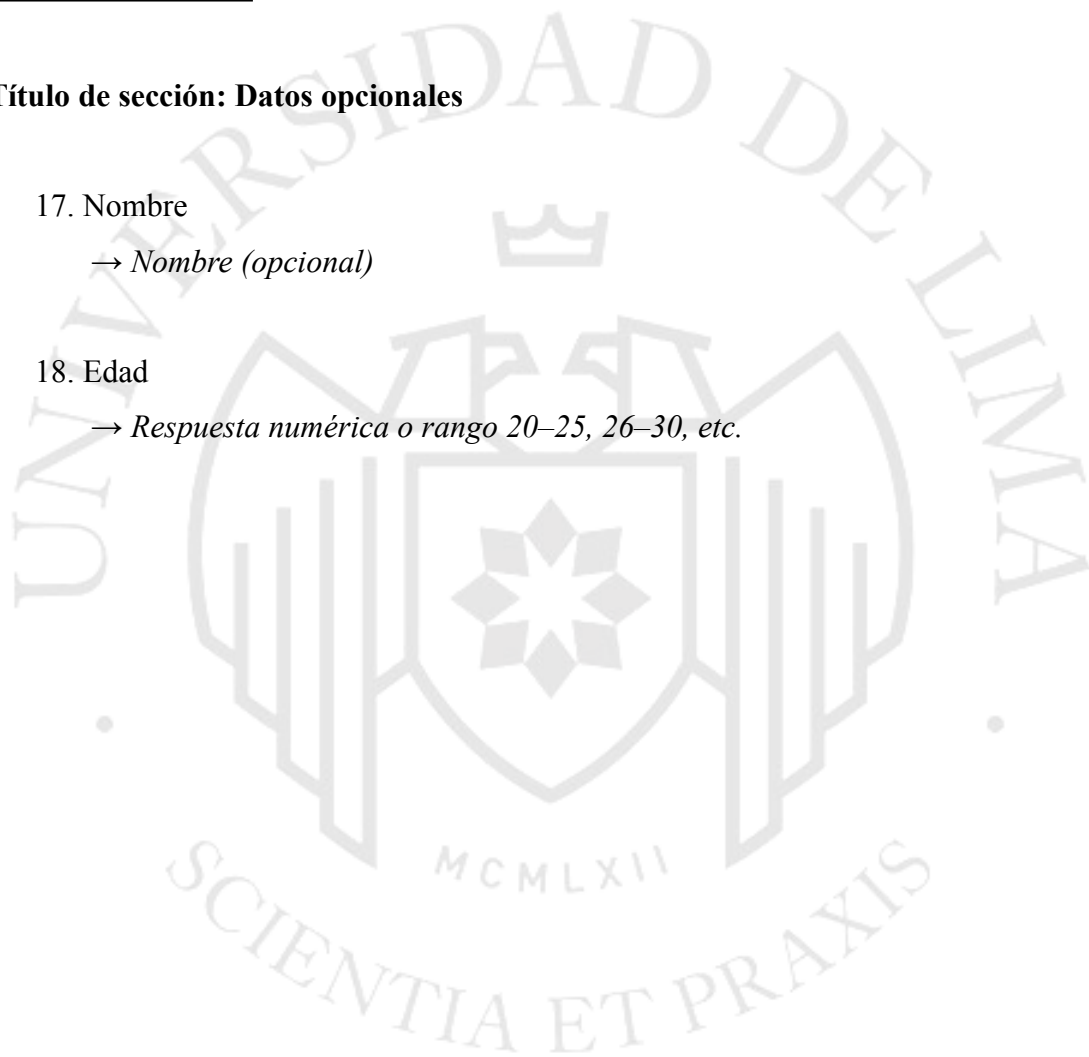 Título de sección: Datos opcionales
17. Nombre
→ Nombre (opcional)
18. Edad
→ Respuesta numérica o rango 20–25, 26–30, etc.
UNIVERSIDAD DE LIMA
MCMLXII
SCIENTIA ET PRAXIS